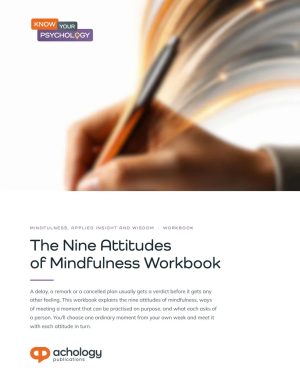 KNOW YOUR
PSYCHOLOGY
MINDFULNESS, APPLIED INSIGHT AND WISDOM · WORKBOOK
The Nine Attitudes
of Mindfulness Workbook
A delay, a remark or a cancelled plan usually gets a verdict before it gets any
other feeling. This workbook explains the nine attitudes of mindfulness, ways
of meeting a moment that can be practised on purpose, and what each asks of
a person. You'll choose one ordinary moment from your own week and meet it
with each attitude in turn.
achology
publications